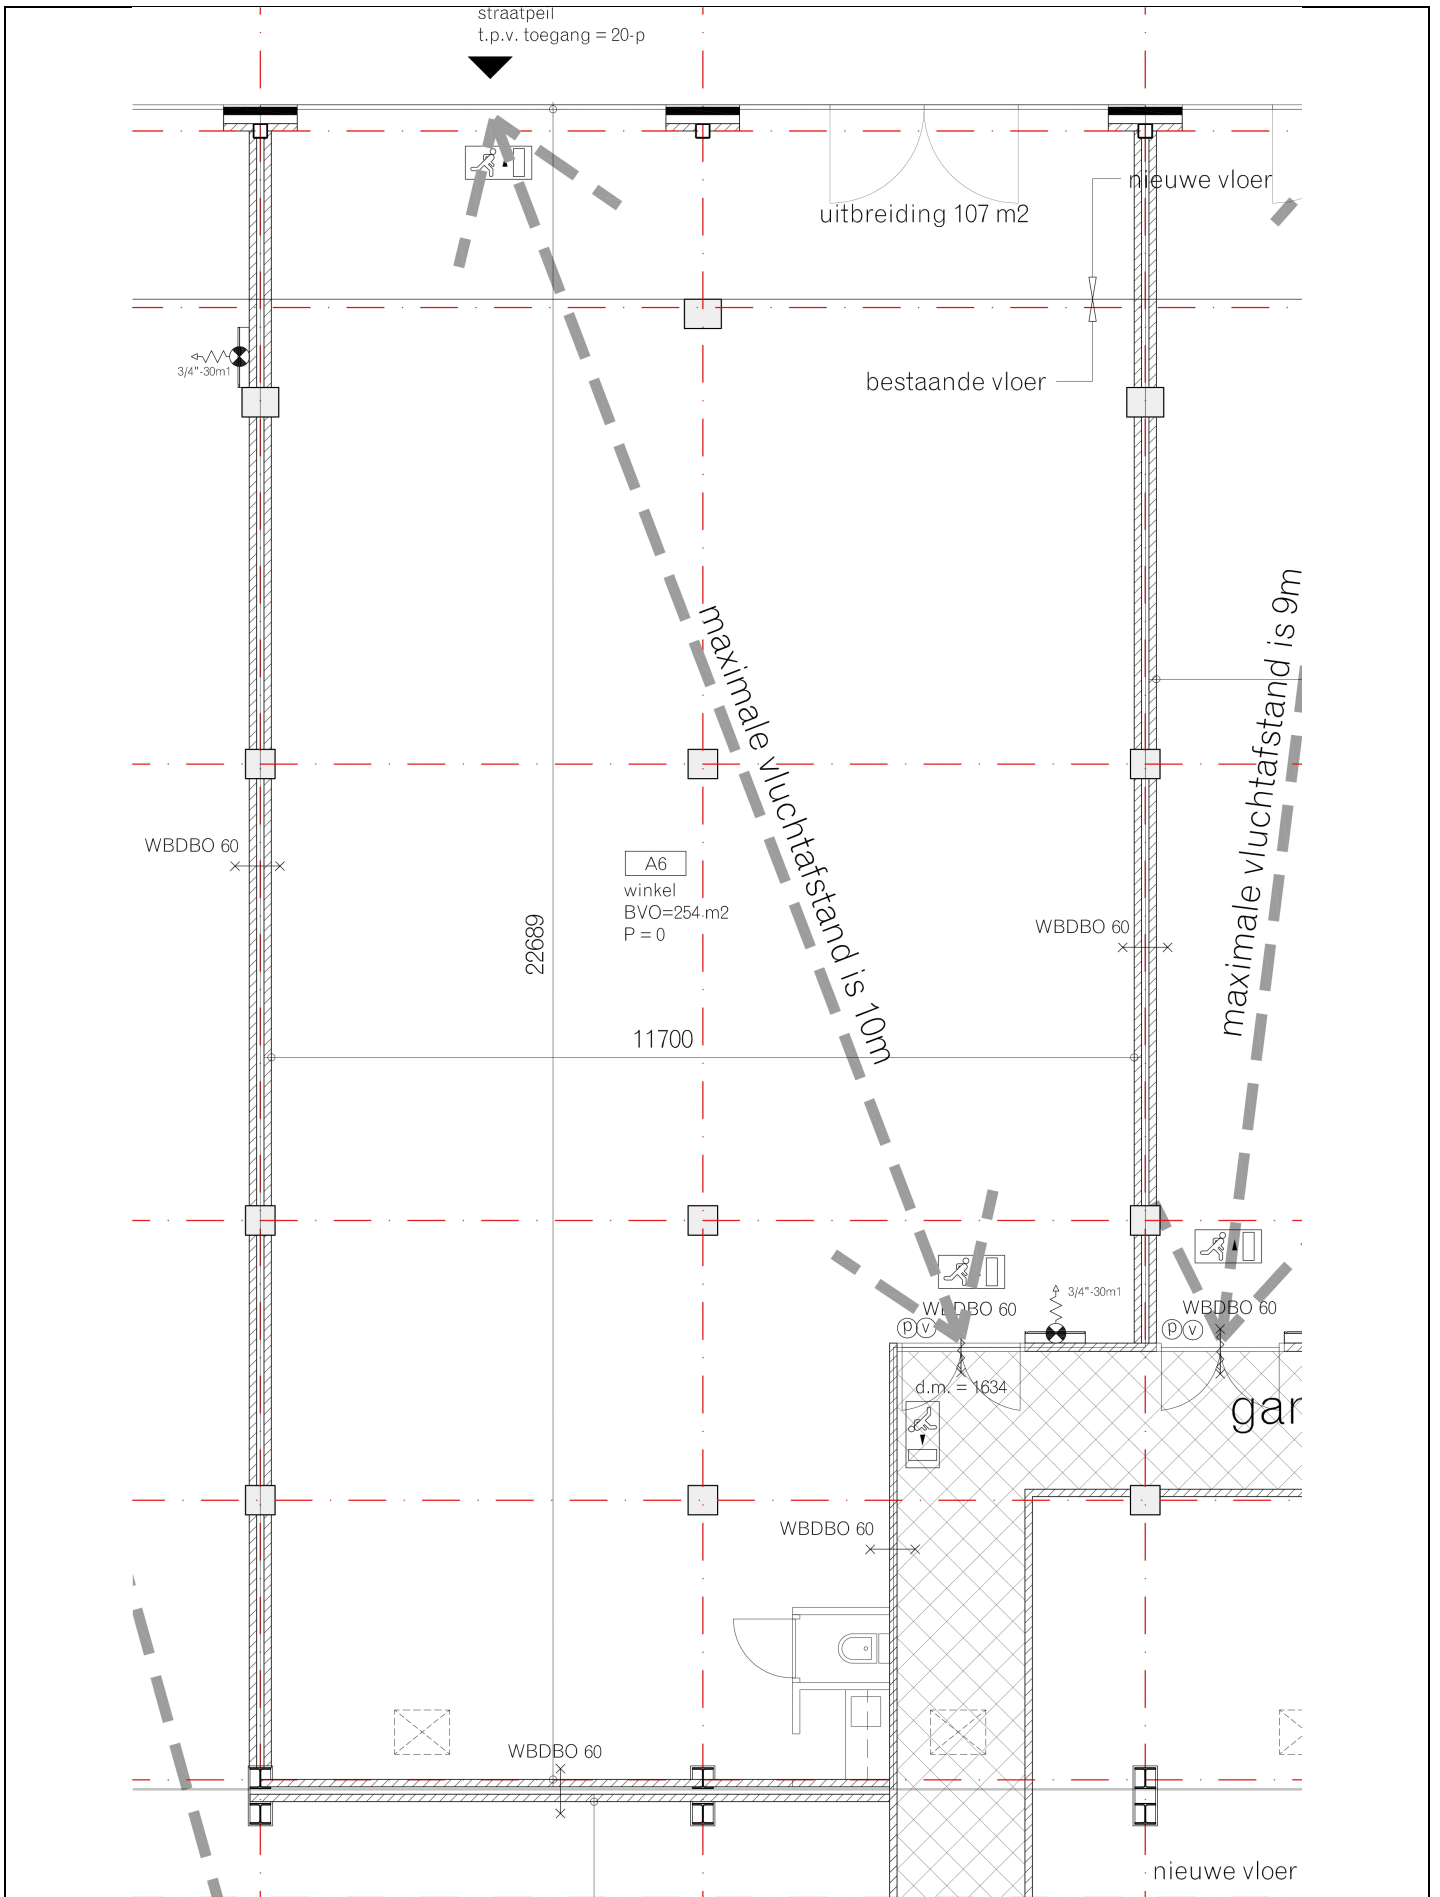 straatpeil
t.p.v. toegang = 20-p
nieuwe vloer
uitbreiding 107 m2
3/4"-30m1
bestaande vloer
maximale vluchtafstand is 10m
maximale vluchtafstand is 9m
WBDBO 60
A6
winkel
BVO=254 m2
P = 0
22689
WBDBO 60
11700
3/4"-30m1
WBDBO 60
WBDBO 60
p v
p v
d.m. = 1634
gan
WBDBO 60
WBDBO 60
nieuwe vloer